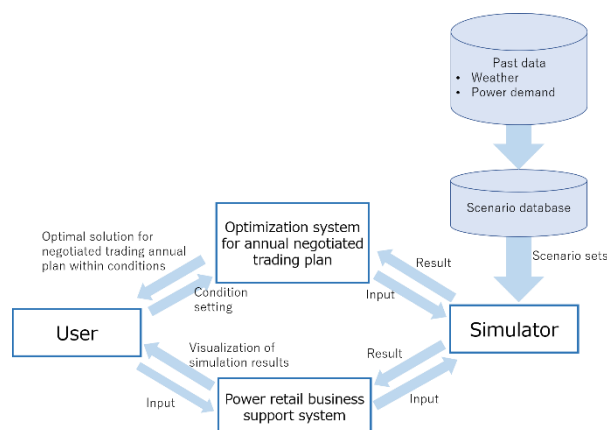 Past data
• Weather
• Power demand
Scenario database
Scenario sets
Optimization system
for annual negotiated
trading plan
Optimal solution for
negotiated trading annual
plan within conditions
Condition
setting
Result
Input
User
Simulator
Visualization of
simulation results
Input
Result
Input
Power retail business
support system